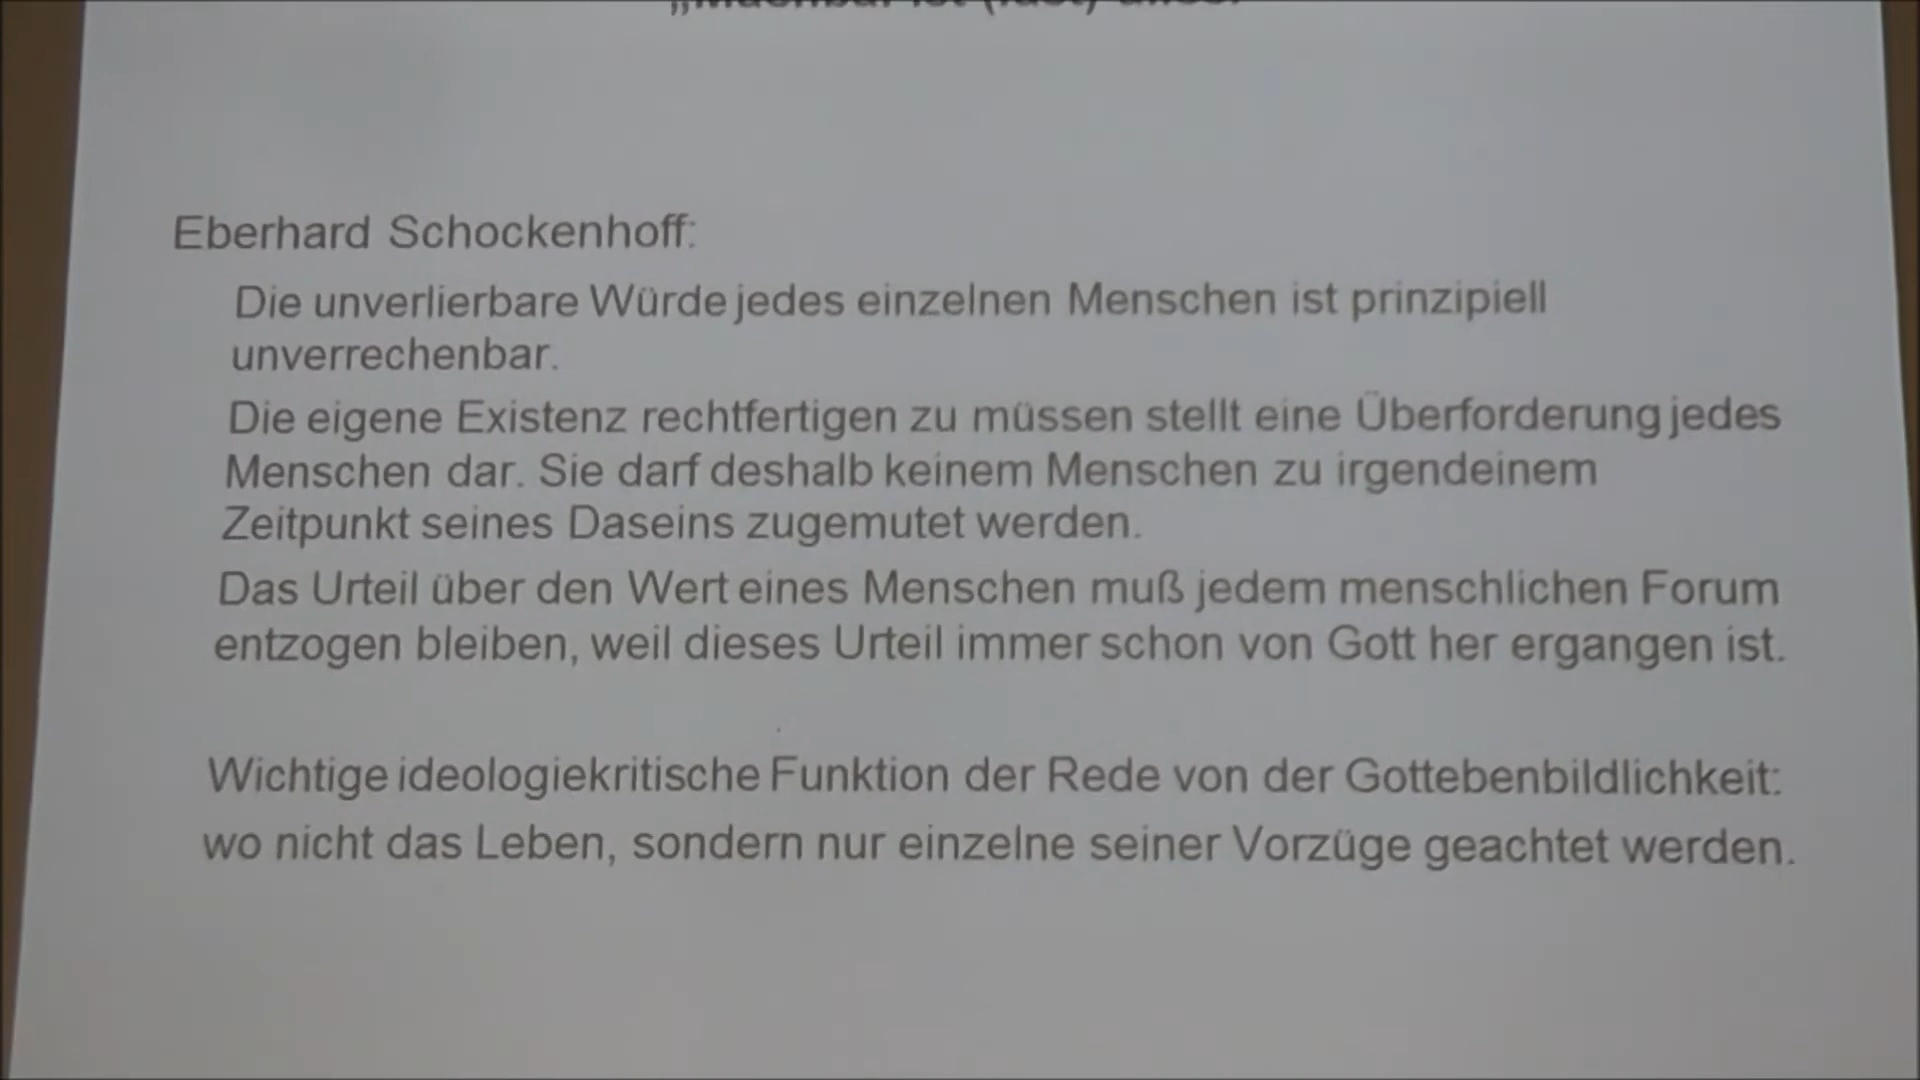 Eberhard Schockenhoff:
Die unverlierbare Würde jedes einzelnen Menschen ist prinzipiell
unverrechenbar.
Die eigene Existenz rechtfertigen zu müssen stellt eine Überforderung jedes
Menschen dar. Sie darf deshalb keinem Menschen zu irgendeinem
Zeitpunkt seines Daseins zugemutet werden.
Das Urteil über den Wert eines Menschen muß jedem menschlichen Forum
entzogen bleiben, weil dieses Urteil immer schon von Gott her ergangen ist.
Wichtige ideologiekritische Funktion der Rede von der Gottebenbildlichkeit:
wo nicht das Leben, sondern nur einzelne seiner Vorzüge geachtet werden.